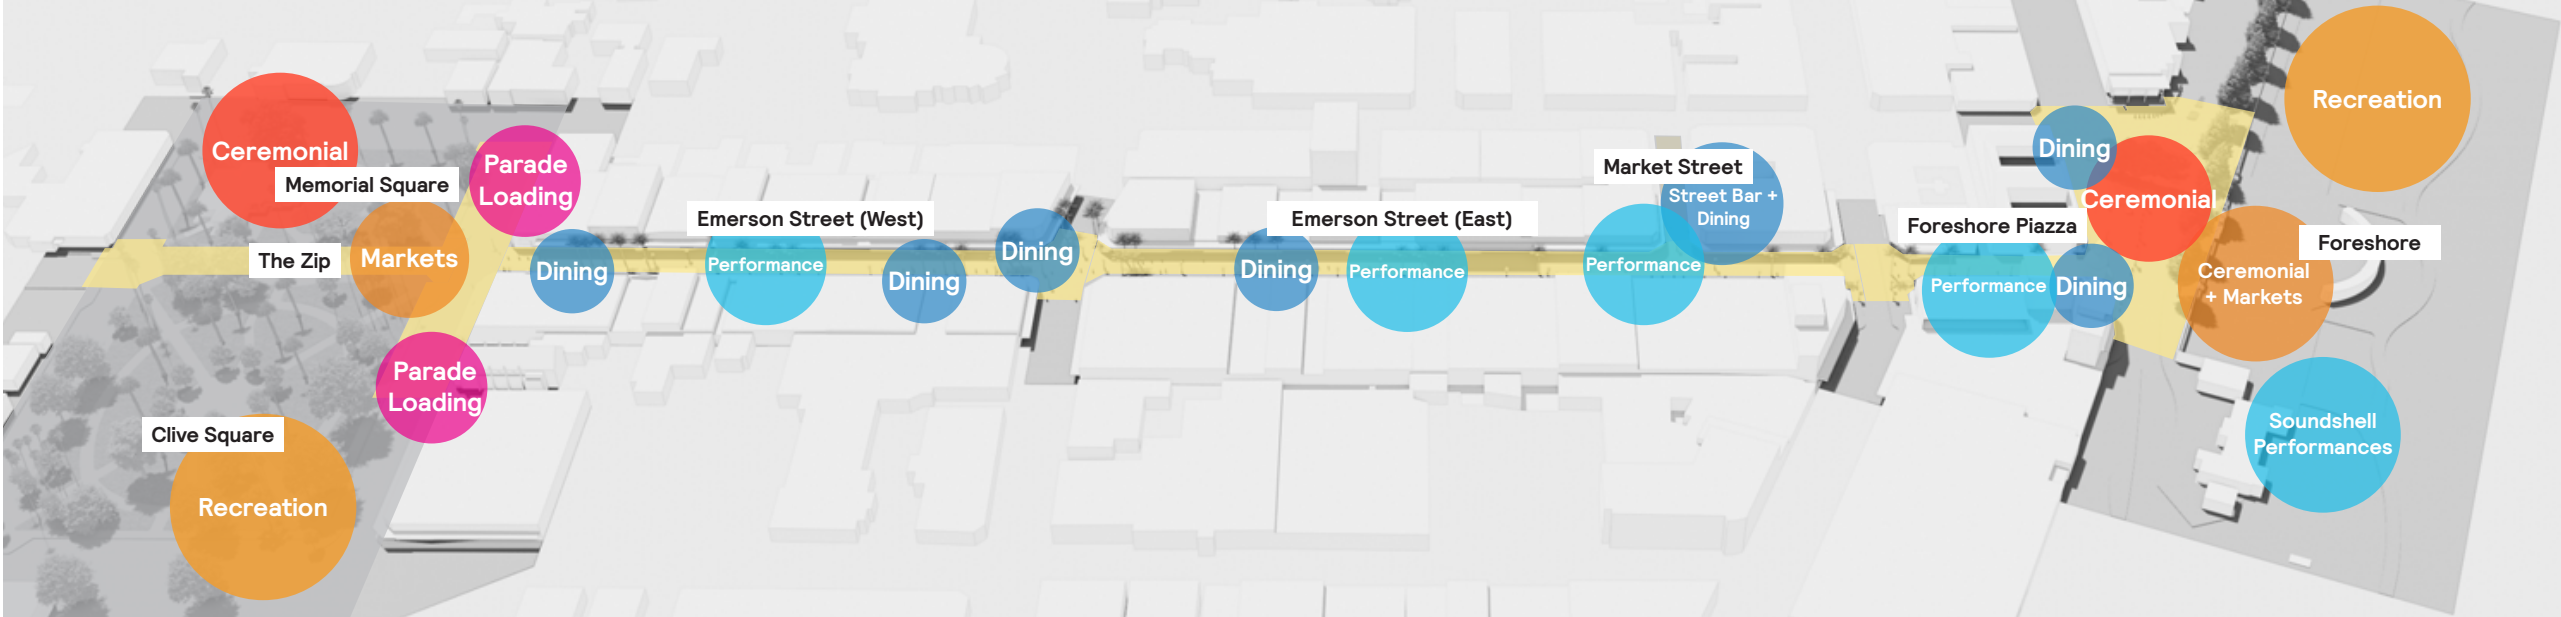 Ceremonial
Memorial Square
The Zip
Markets
Parade
Loading
Parade
Loading
Clive Square
Recreation
Dining
Emerson Street (West)
Performance
Dining
Dining
Dining
Emerson Street (East)
Performance
Market Street
Street Bar +
Dining
Performance
Foreshore Piazza
Performance
Dining
Ceremonial
Dining
Recreation
Foreshore
Ceremonial
+ Markets
Soundshell
Performances